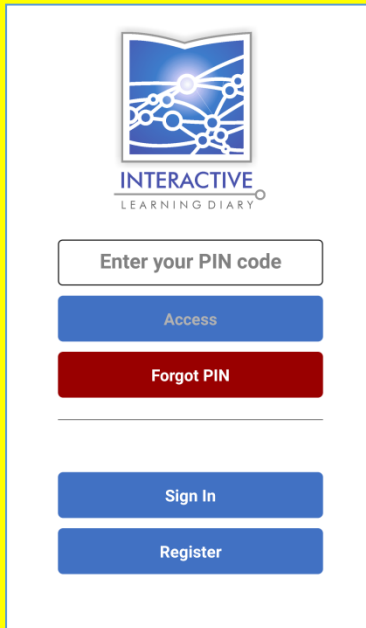 INTERACTIVE
LEARNING DIARY
Enter your PIN code
Access
Forgot PIN
Sign In
Register